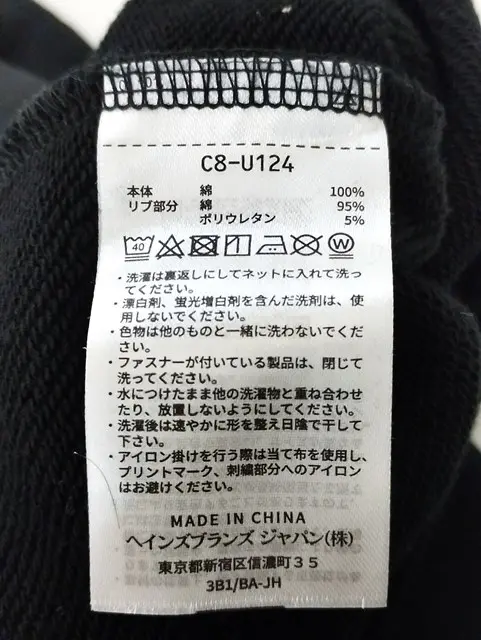 C8-U124
本体 綿 100%
リブ部分 綿 95%
ポリウレタン 5%
40
W
・洗濯は裏返しにしてネットに入れて洗っ
てください。
・漂白剤、蛍光増白剤を含んだ洗剤は、使
用しないでください。
・色物は他のものと一緒に洗わないでくだ
さい。
・ファスナーが付いている製品は、閉じて
洗ってください。
・水につけたまま他の洗濯物と重ね合わせ
たり、放置しないようにしてください。
・洗濯後は速やかに形を整え日陰で干して
下さい。
・アイロン掛けを行う際は当て布を使用し、
プリントマーク、刺繍部分へのアイロン
はお避けください。
MADE IN CHINA
ヘインズブランズ ジャパン(株)
東京都新宿区信濃町35
3B1/BA-JH